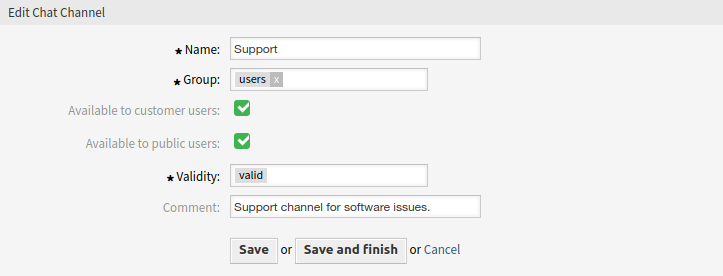 Edit Chat Channel
★ Name: Support
★ Group: users x
Available to customer users:
Available to public users:
★ Validity: valid
Comment: Support channel for software issues.
Save or Save and finish or Cancel